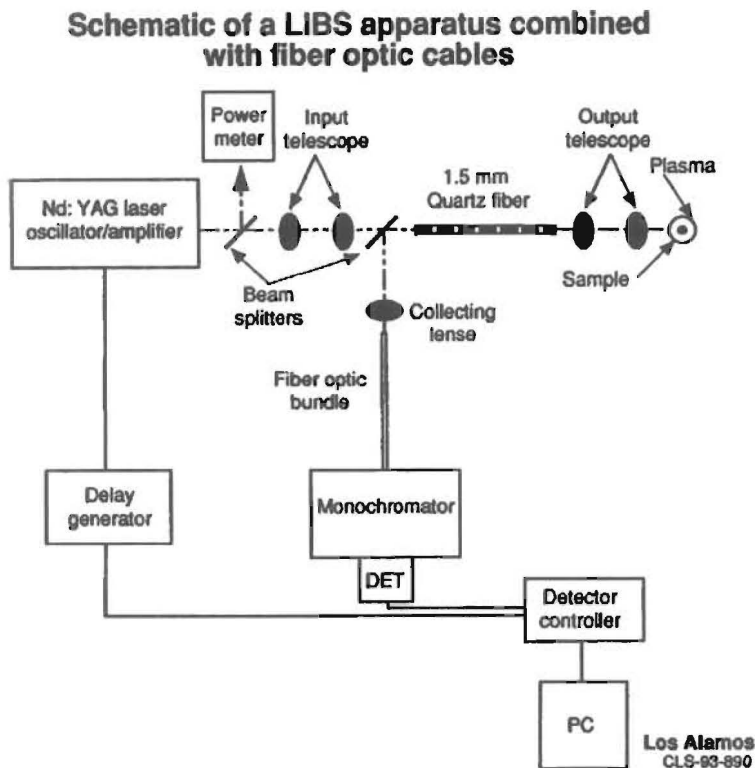 Schematic of a LIBS apparatus combined
with fiber optic cables
Power
meter
Input
telescope
Output
telescope
Plasma
1.5 mm
Quartz fiber
Nd: YAG laser
oscillator/amplifier
Sample
Beam
splitters
Collecting
lense
Fiber optic
bundle
Delay
generator
Monochromator
DET
Detector
controller
PC
Los Alamos
CLS-93-890